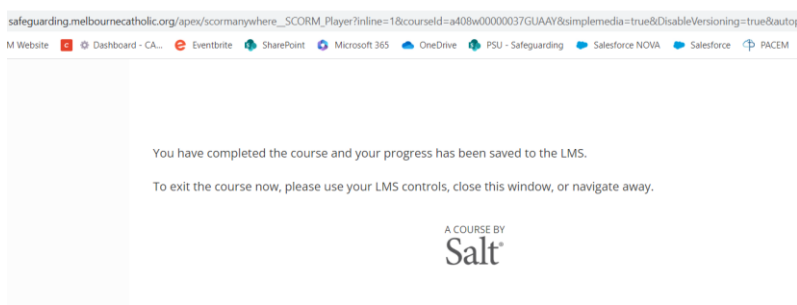 safeguarding.melbournecatholic.org/apex/scormanywhere__SCORM_Player?inline=1&courseId=a408w00000037GUAAY&simplemedia=true&DisableVersioning=true&autop
M Website Dashboard - CA... Eventbrite SharePoint Microsoft 365 OneDrive PSU - Safeguarding Salesforce NOVA Salesforce PACEM
You have completed the course and your progress has been saved to the LMS.
To exit the course now, please use your LMS controls, close this window, or navigate away.
A COURSE BY
Salt